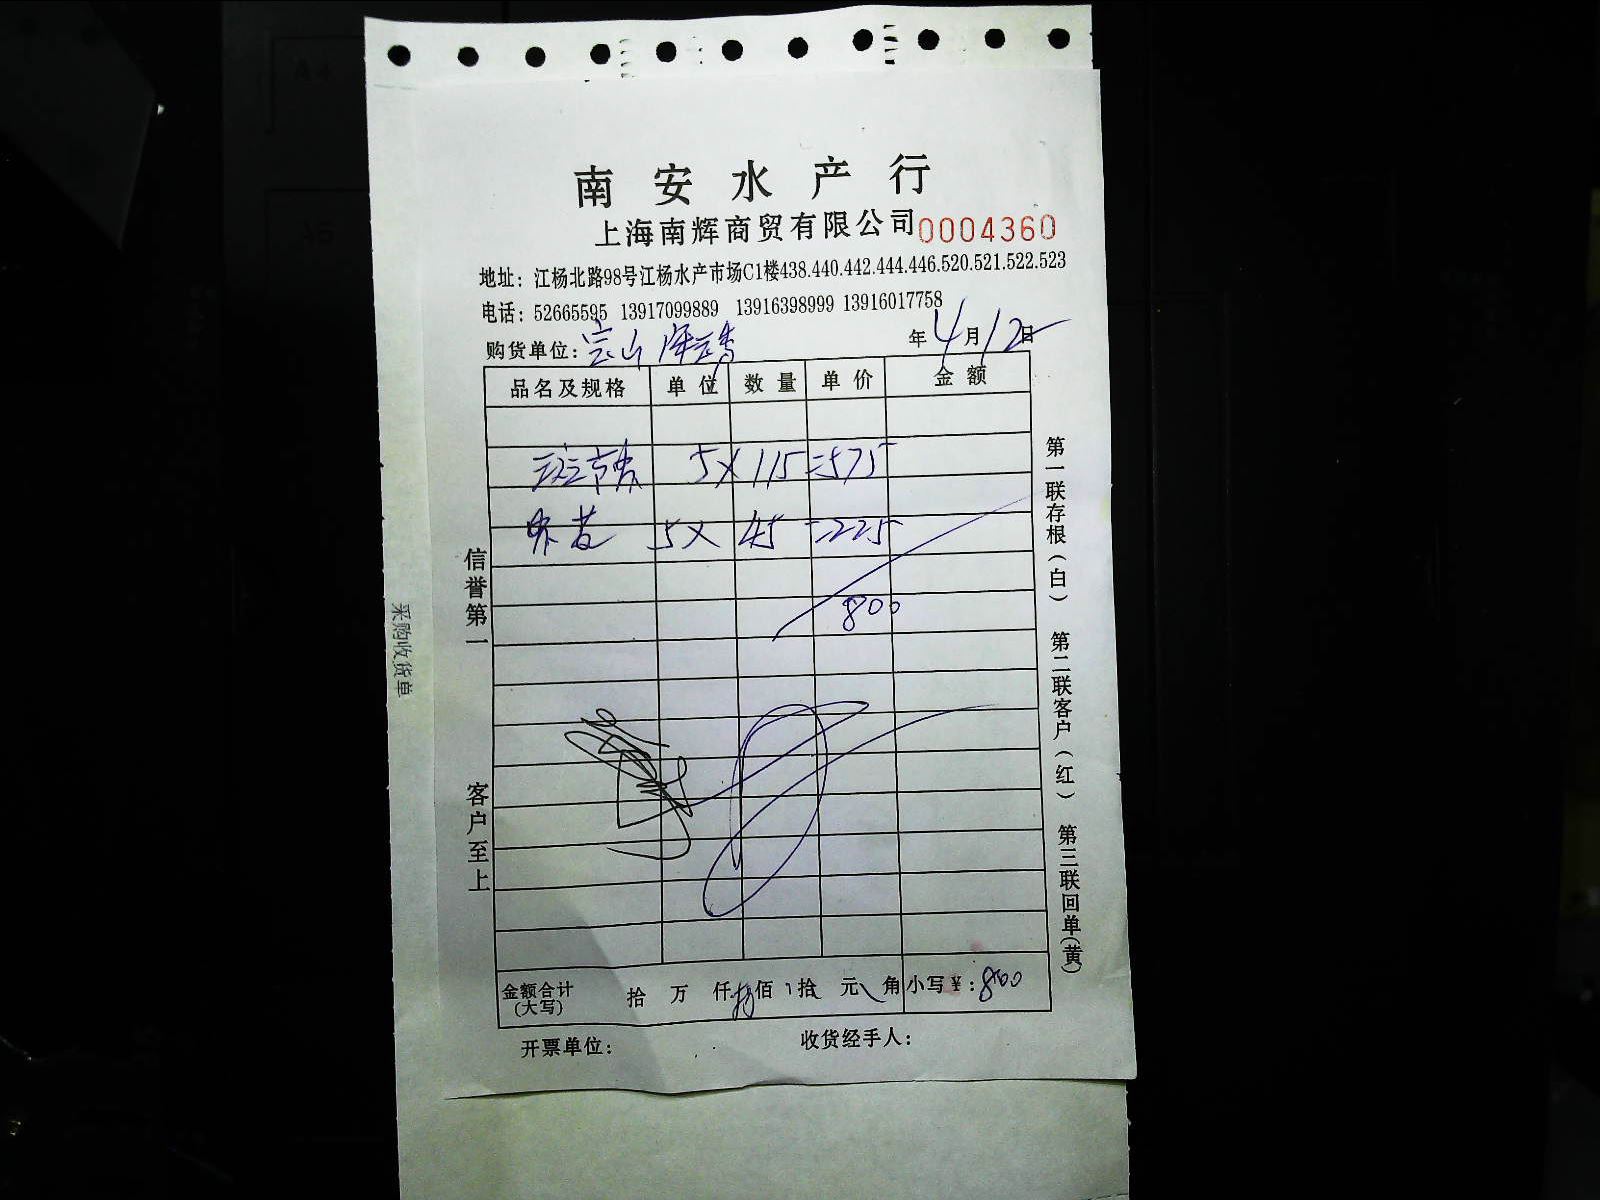 南安水产行
上海南辉商贸有限公司 0004360
地址：江杨北路98号江杨水产市场C1楼438.440.442.444.446.520.521.522.523
电话：52665595 13917099889 13916398999 13916017758
购货单位： 年4月12日
品名及规格 单位 数量 单价 金额
斑节 5×115=575
5×45=225
800
信誉第一
客户至上
采购收货单
第一联存根（白）
第二联客户（红）
第三联回单（黄）
金额合计（大写） 拾 万 仟 佰 拾 元 角 小写￥：800
开票单位： 收货经手人：